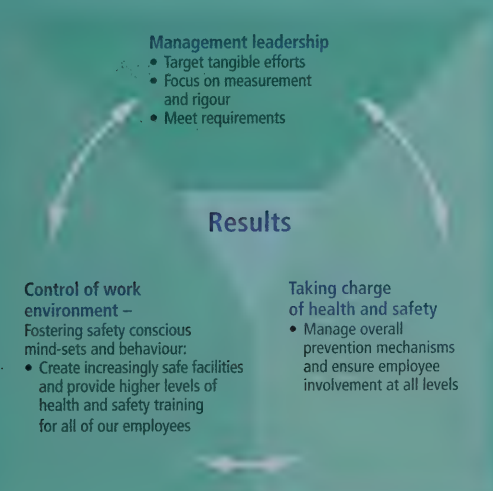 Management leadership
• Target tangible efforts
• Focus on measurement
and rigour
• Meet requirements
Results
Control of work
environment –
Fostering safety conscious
mind-sets and behaviour:
• Create increasingly safe facilities
and provide higher levels of
health and safety training
for all of our employees
Taking charge
of health and safety
• Manage overall
prevention mechanisms
and ensure employee
involvement at all levels